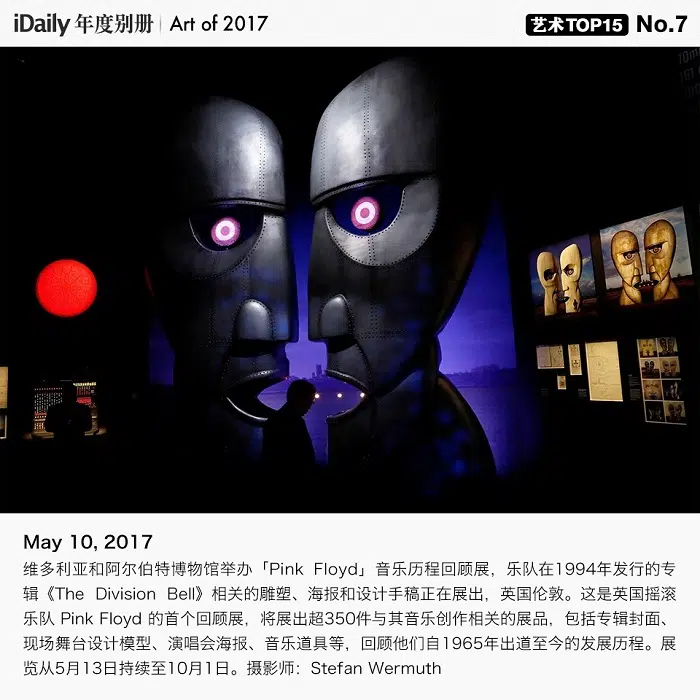 iDaily 年度别册 Art of 2017 艺术TOP15 No.7
May 10, 2017
维多利亚和阿尔伯特博物馆举办「Pink Floyd」音乐历程回顾展，乐队在1994年发行的专
辑《The Division Bell》相关的雕塑、海报和设计手稿正在展出，英国伦敦。这是英国摇滚
乐队 Pink Floyd 的首个回顾展，将展出超350件与其音乐创作相关的展品，包括专辑封面、
现场舞台设计模型、演唱会海报、音乐道具等，回顾他们自1965年出道至今的发展历程。展
览从5月13日持续至10月1日。摄影师：Stefan Wermuth